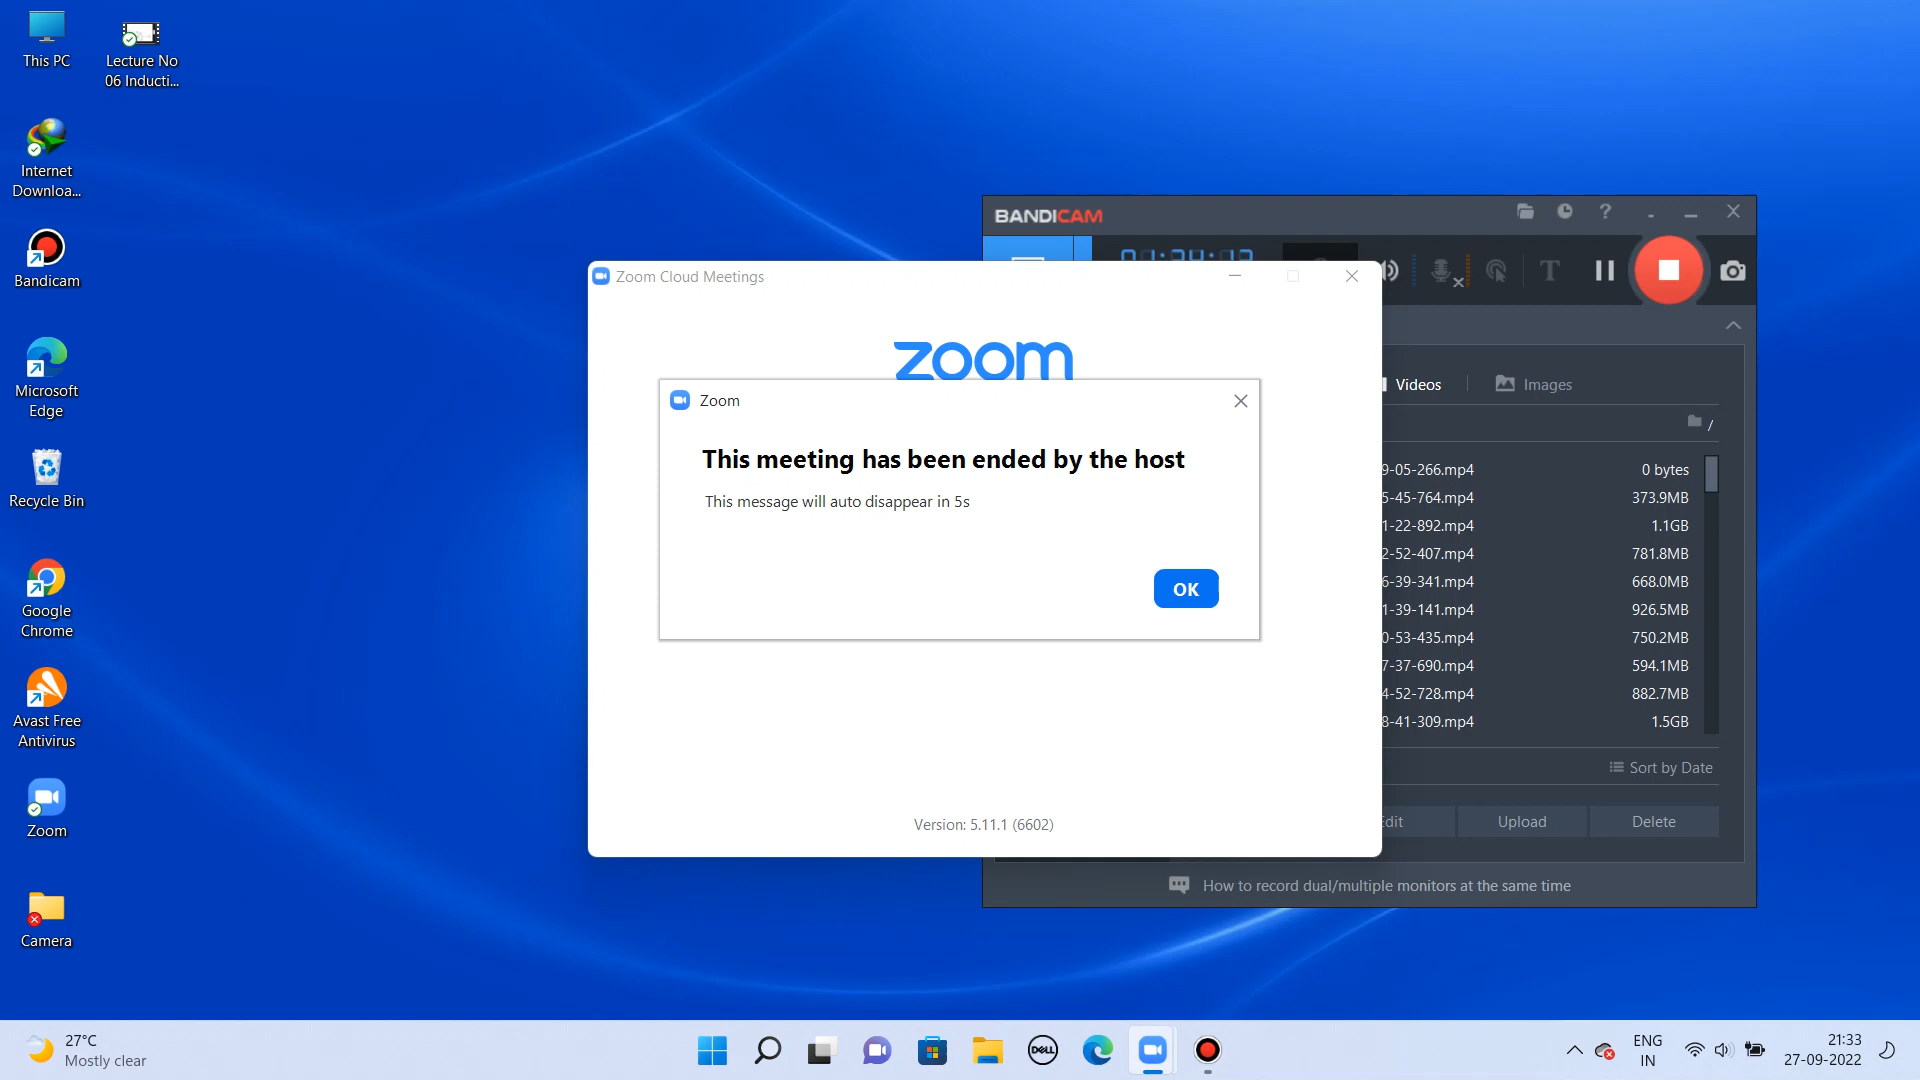 This PC
Lecture No
06 Inducti...
Internet
Downloa...
Bandicam
Microsoft
Edge
Recycle Bin
Google
Chrome
Avast Free
Antivirus
Zoom
Camera
BANDICAM
?
T
Zoom Cloud Meetings
zoom
Zoom
This meeting has been ended by the host
This message will auto disappear in 5s
OK
Version: 5.11.1 (6602)
Videos
Images
/
9-05-266.mp4 0 bytes
5-45-764.mp4 373.9MB
1-22-892.mp4 1.1GB
2-52-407.mp4 781.8MB
6-39-341.mp4 668.0MB
1-39-141.mp4 926.5MB
0-53-435.mp4 750.2MB
7-37-690.mp4 594.1MB
4-52-728.mp4 882.7MB
8-41-309.mp4 1.5GB
Sort by Date
Edit
Upload
Delete
How to record dual/multiple monitors at the same time
27°C
Mostly clear
DELL
ENG
IN
21:33
27-09-2022